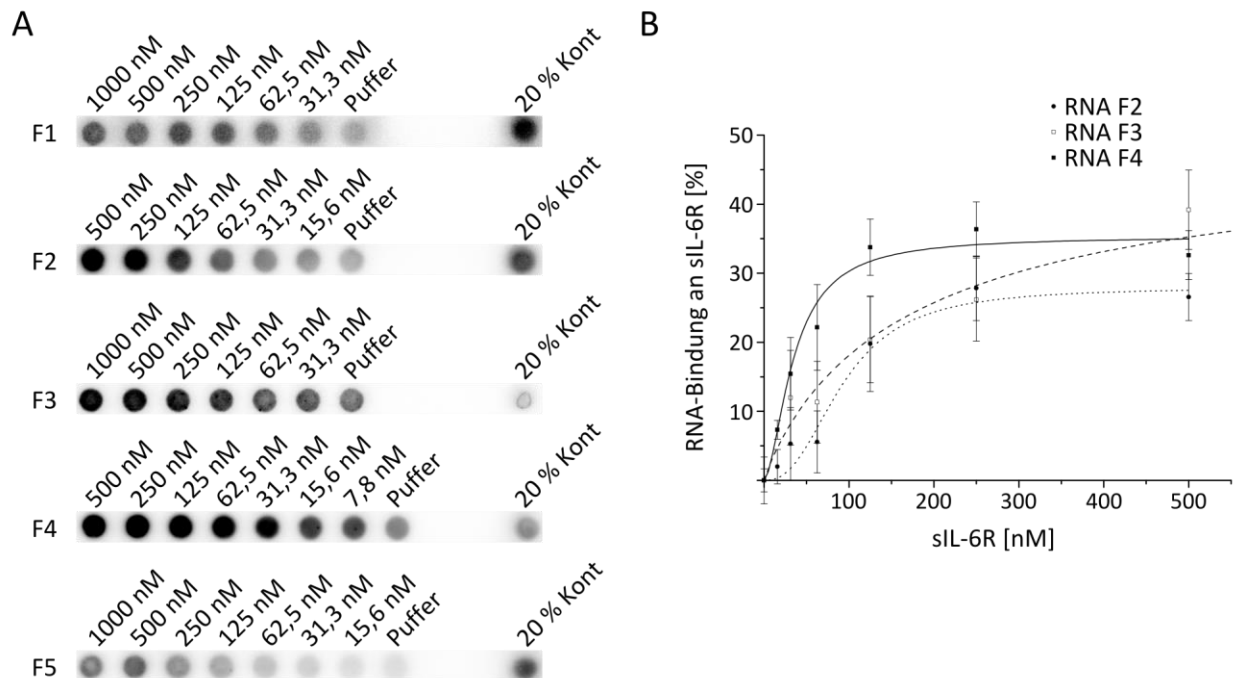 A
1000 nM 500 nM 250 nM 125 nM 62,5 nM 31,3 nM Puffer 20 % Kont
F1
500 nM 250 nM 125 nM 62,5 nM 31,3 nM 15,6 nM Puffer 20 % Kont
F2
1000 nM 500 nM 250 nM 125 nM 62,5 nM 31,3 nM Puffer 20 % Kont
F3
500 nM 250 nM 125 nM 62,5 nM 31,3 nM 15,6 nM 7,8 nM Puffer 20 % Kont
F4
1000 nM 500 nM 250 nM 125 nM 62,5 nM 31,3 nM 15,6 nM Puffer 20 % Kont
F5
B
RNA F2
RNA F3
RNA F4
50
40
30
20
10
RNA-Bindung an sIL-6R [%]
100 200 300 400 500
sIL-6R [nM]